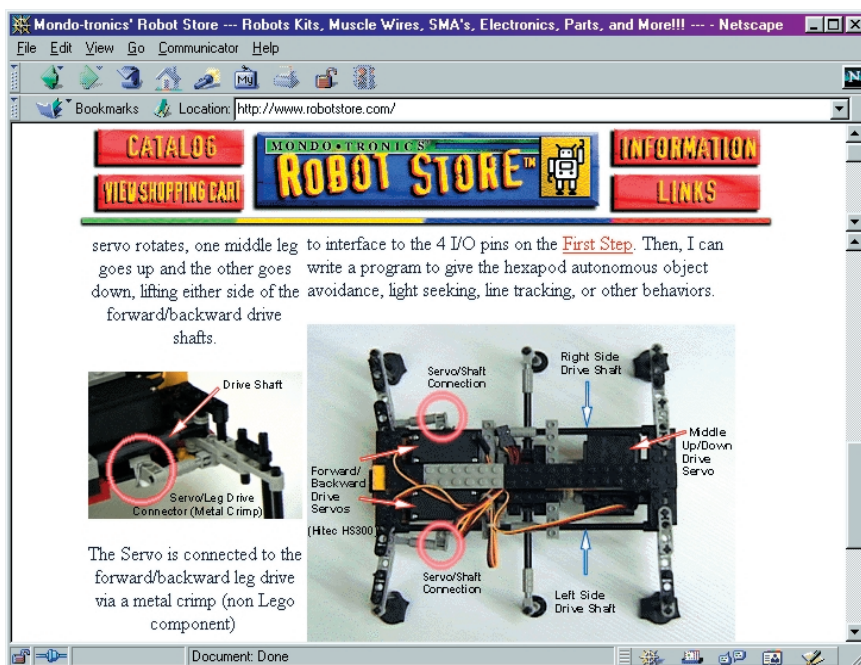 Mondo-tronics' Robot Store --- Robots Kits, Muscle Wires, SMA's, Electronics, Parts, and More!!! --- - Netscape
File Edit View Go Communicator Help
My
N
Bookmarks Location: http://www.robotstore.com/
CATALOG
VIEW SHOPPING CART
MONDO•TRONICS'
ROBOT STORE™
INFORMATION
LINKS
servo rotates, one middle leg
goes up and the other goes
down, lifting either side of the
forward/backward drive
shafts.
to interface to the 4 I/O pins on the First Step. Then, I can
write a program to give the hexapod autonomous object
avoidance, light seeking, line tracking, or other behaviors.
Drive Shaft
Servo/Leg Drive
Connector (Metal Crimp)
The Servo is connected to the
forward/backward leg drive
via a metal crimp (non Lego
component)
Servo/Shaft
Connection
Right Side
Drive Shaft
Middle
Up/Down
Drive
Servo
Forward/
Backward
Drive
Servos
(Hitec HS300)
Servo/Shaft
Connection
Left Side
Drive Shaft
Document: Done